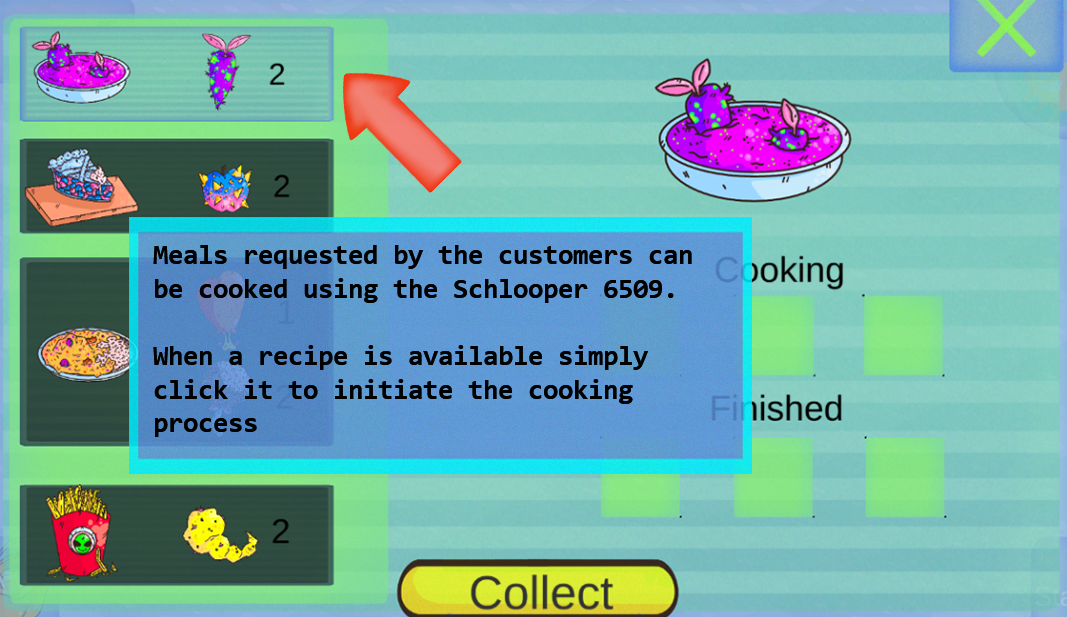 2
2
Meals requested by the customers can
be cooked using the Schlooper 6509.
When a recipe is available simply
click it to initiate the cooking
process
1
2
2
Cooking
Finished
Collect